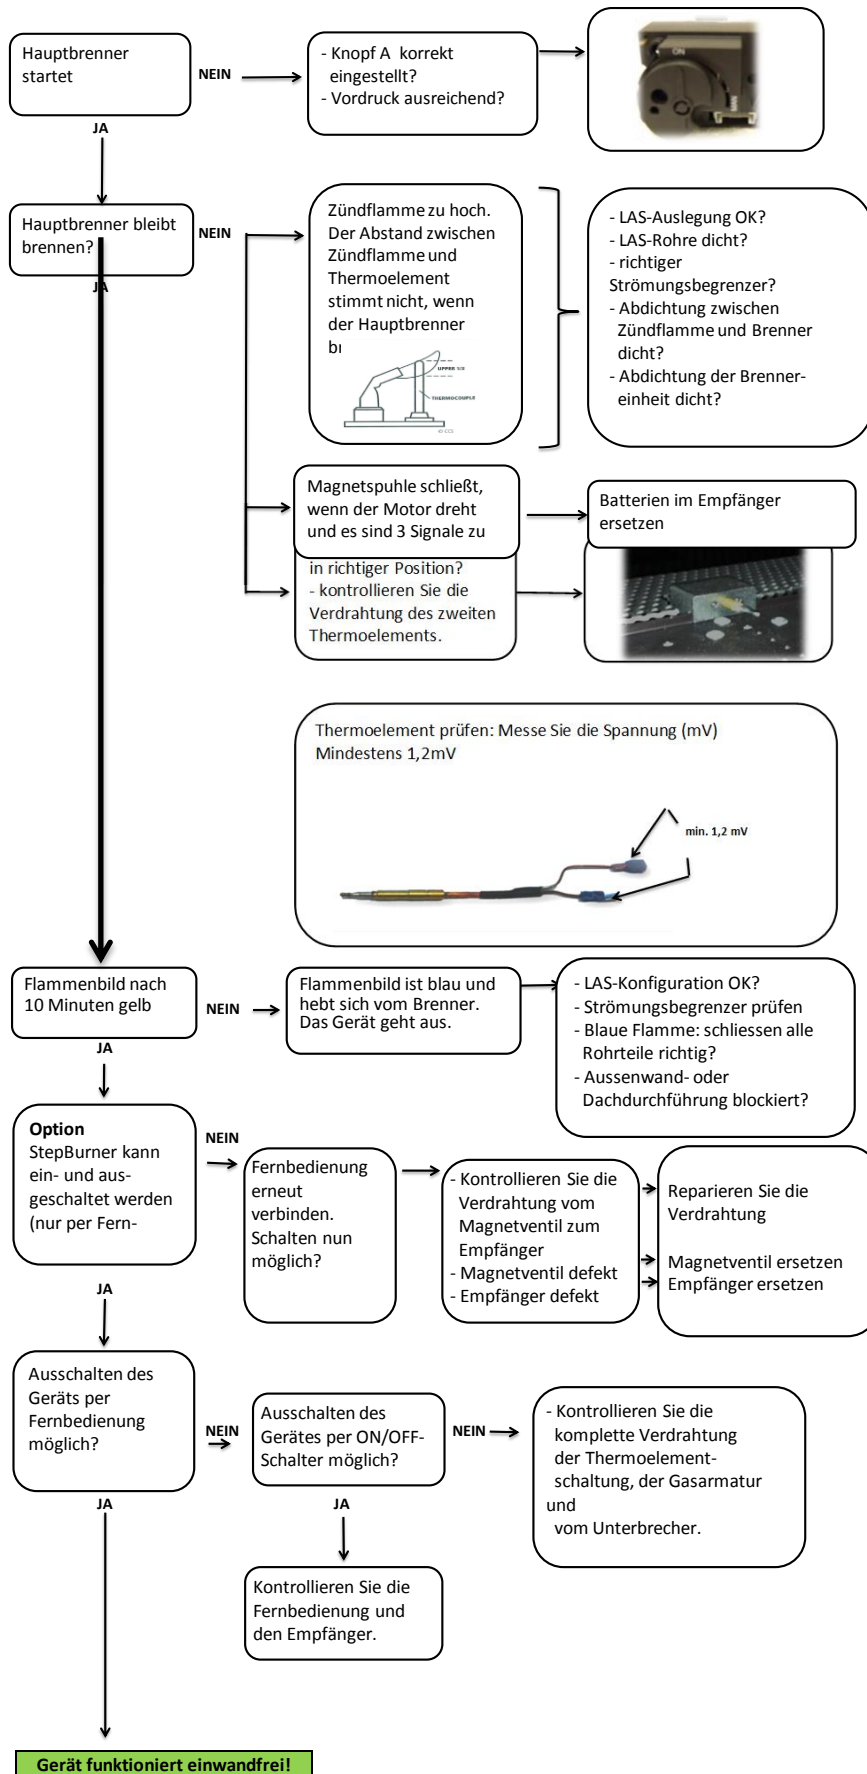 Hauptbrenner
startet
NEIN
- Knopf A korrekt
eingestellt?
- Vordruck ausreichend?
ON
JA
Hauptbrenner bleibt
brennen?
NEIN
JA
Zündflamme zu hoch.
Der Abstand zwischen
Zündflamme und
Thermoelement
stimmt nicht, wenn
der Hauptbrenner
UPPER 3/8
THERMOCOUPLE
© CCS
- LAS-Auslegung OK?
- LAS-Rohre dicht?
- richtiger
Strömungsbegrenzer?
- Abdichtung zwischen
Zündflamme und Brenner
dicht?
- Abdichtung der Brenner-
einheit dicht?
Magnetspuhle schließt,
wenn der Motor dreht
und es sind 3 Signale zu
Batterien im Empfänger
ersetzen
in richtiger Position?
- kontrollieren Sie die
Verdrahtung des zweiten
Thermoelements.
Thermoelement prüfen: Messe Sie die Spannung (mV)
Mindestens 1,2mV
min. 1,2 mV
Flammenbild nach
10 Minuten gelb
NEIN
Flammenbild ist blau und
hebt sich vom Brenner.
Das Gerät geht aus.
- LAS-Konfiguration OK?
- Strömungsbegrenzer prüfen
- Blaue Flamme: schliessen alle
Rohrteile richtig?
- Aussenwand- oder
Dachdurchführung blockiert?
JA
Option
StepBurner kann
ein- und aus-
geschaltet werden
(nur per Fern-
NEIN
Fernbedienung
erneut
verbinden.
Schalten nun
möglich?
- Kontrollieren Sie die
Verdrahtung vom
Magnetventil zum
Empfänger
- Magnetventil defekt
- Empfänger defekt
Reparieren Sie die
Verdrahtung
Magnetventil ersetzen
Empfänger ersetzen
JA
Ausschalten des
Geräts per
Fernbedienung
möglich?
NEIN
Ausschalten des
Gerätes per ON/OFF-
Schalter möglich?
NEIN
- Kontrollieren Sie die
komplette Verdrahtung
der Thermoelement-
schaltung, der Gasarmatur
und
vom Unterbrecher.
JA
JA
Kontrollieren Sie die
Fernbedienung und
den Empfänger.
Gerät funktioniert einwandfrei!